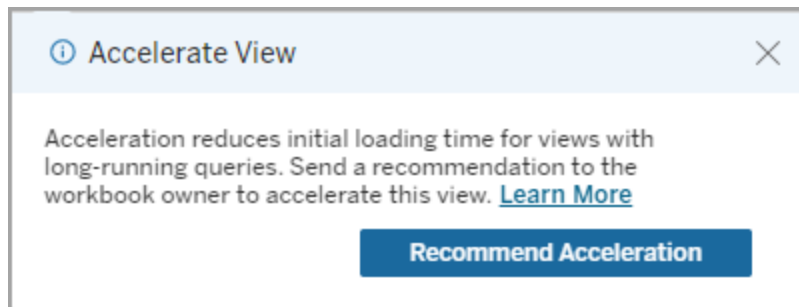 Accelerate View
Acceleration reduces initial loading time for views with
long-running queries. Send a recommendation to the
workbook owner to accelerate this view. Learn More
Recommend Acceleration